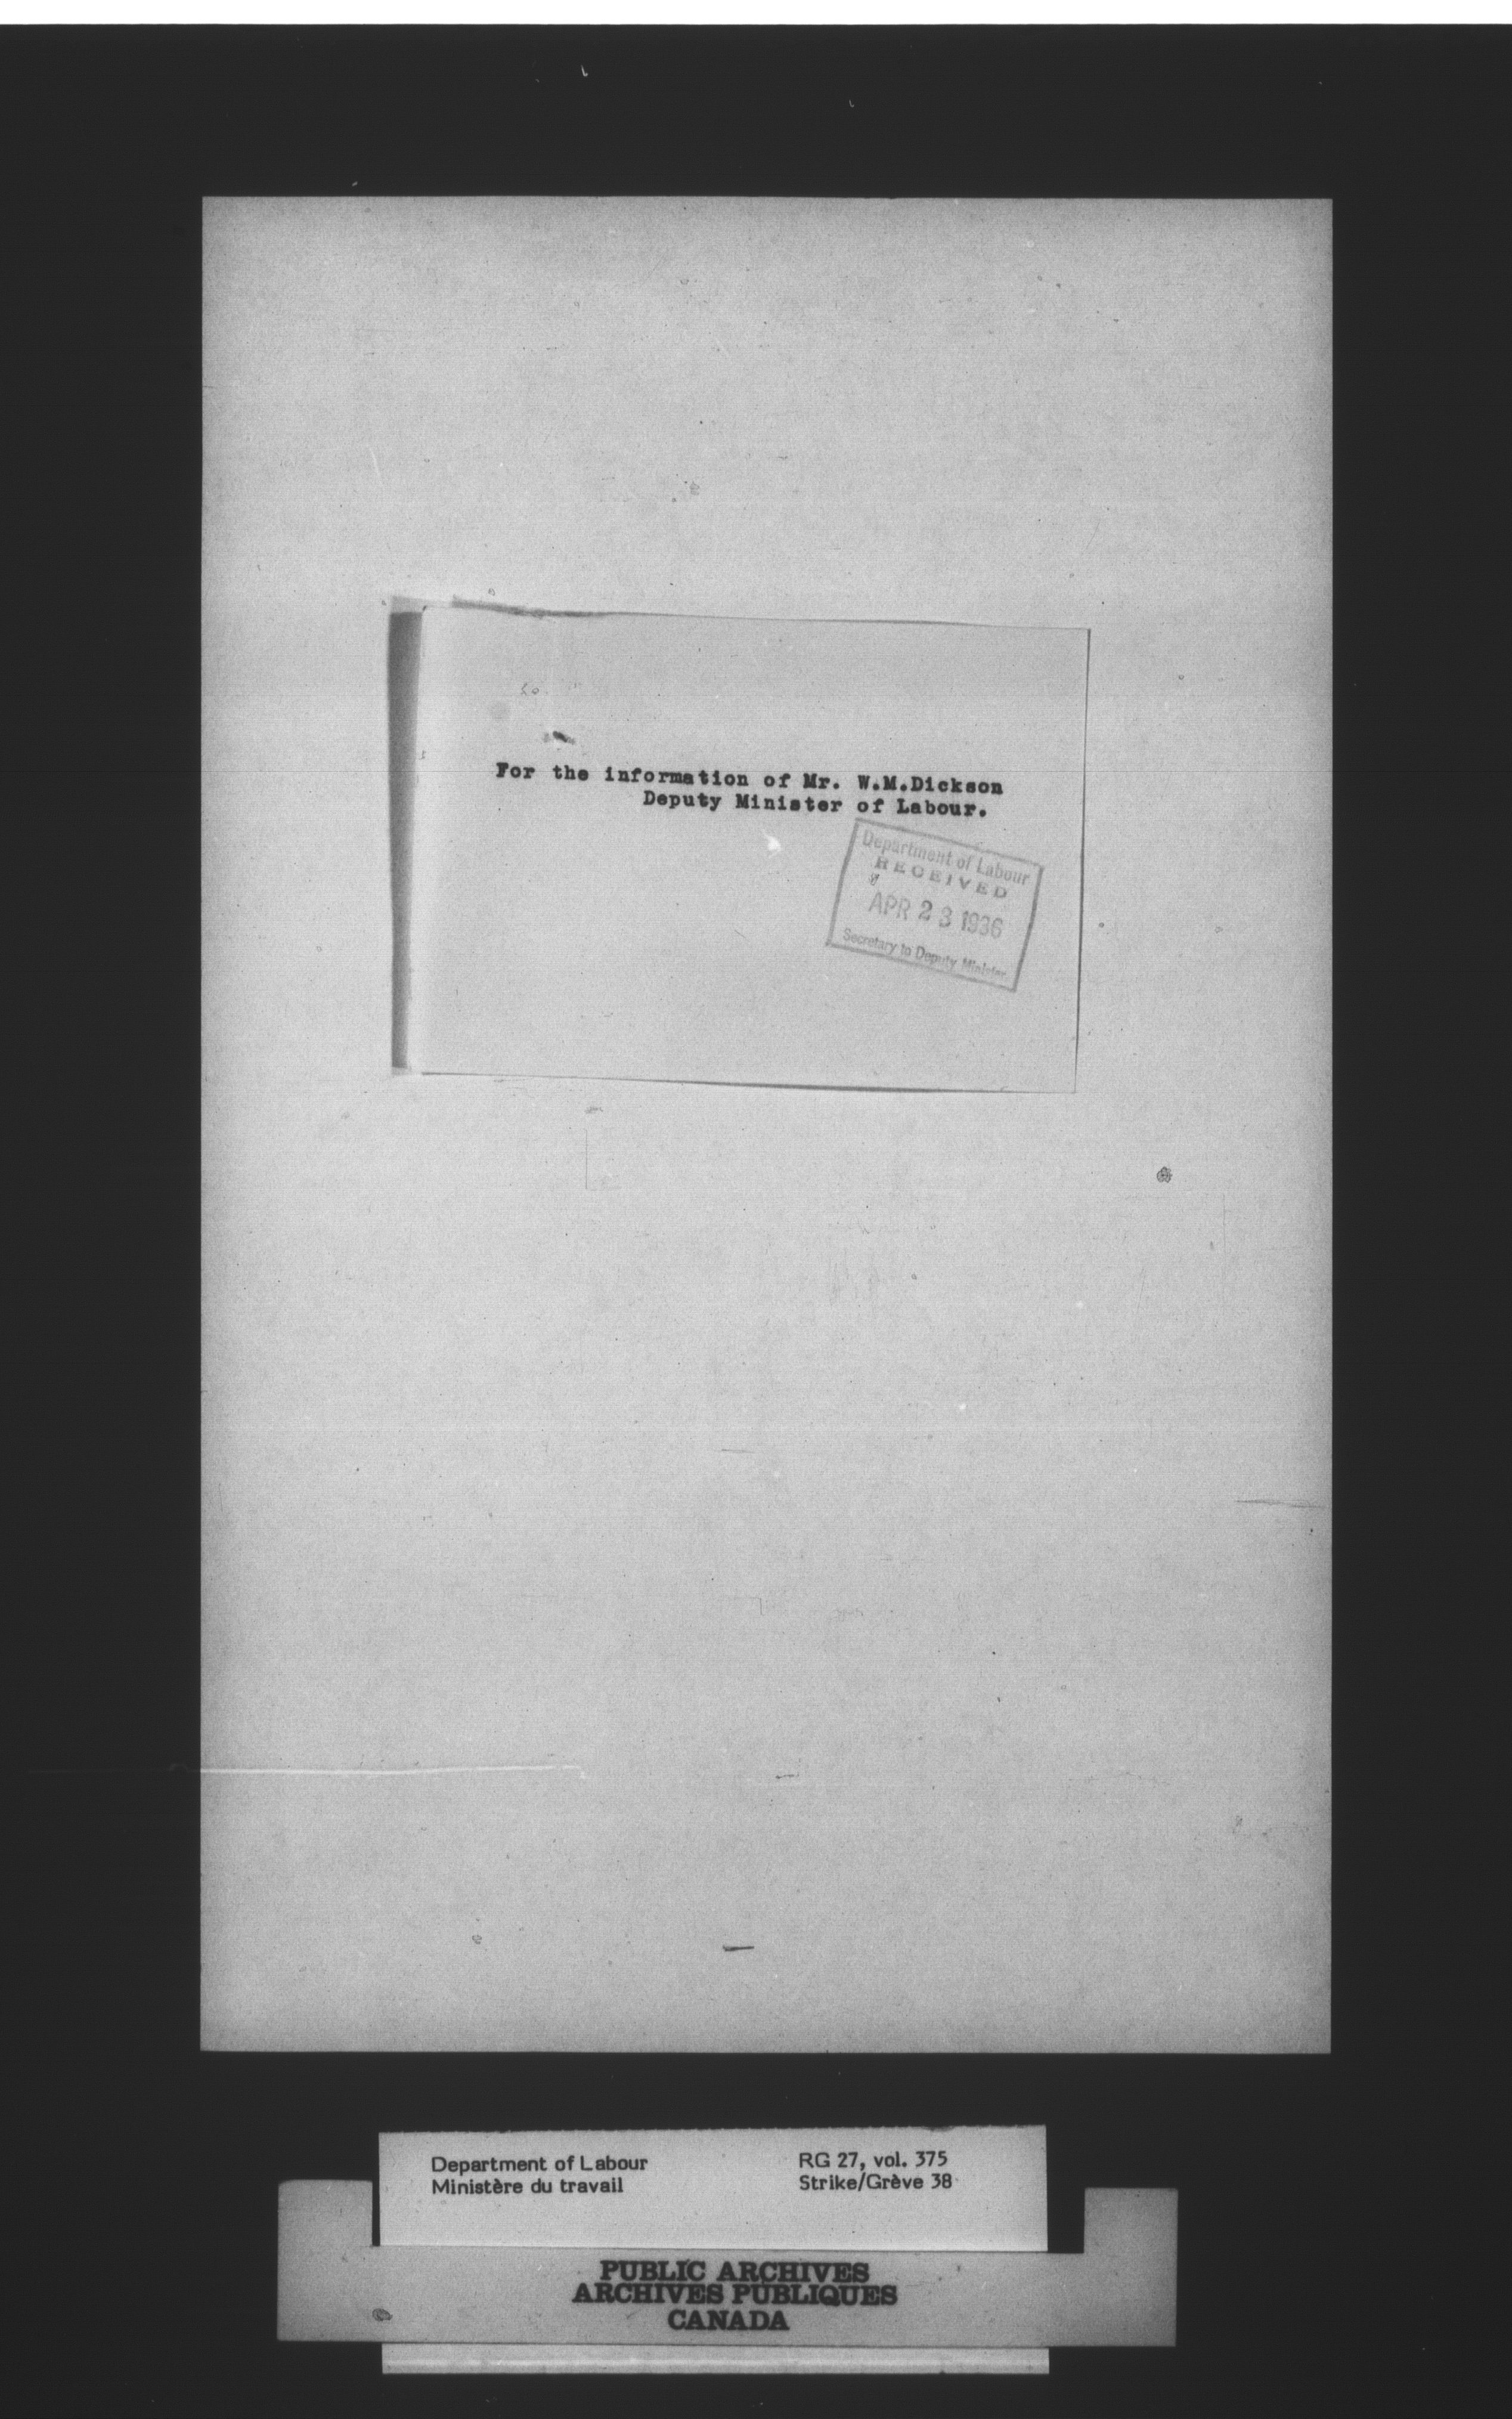 For the information of Mr. W.M.Dickson
Deputy Minister of Labour.
Department of Labour
RECEIVED
APR 23 1936
Secretary to Deputy Minister
Department of Labour
Ministère du travail
RG 27, vol. 375
Strike/Grève 38
PUBLIC ARCHIVES
ARCHIVES PUBLIQUES
CANADA